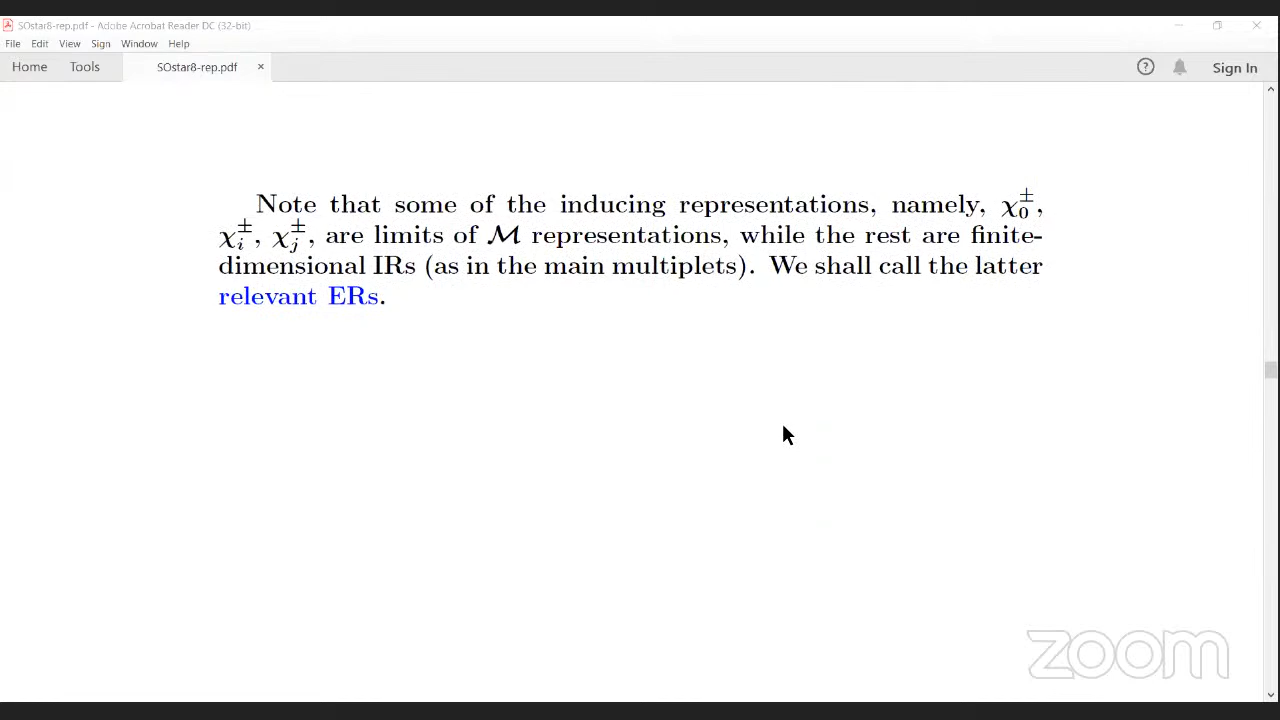 SOstar8-rep.pdf - Adobe Acrobat Reader DC (32-bit)
File Edit View Sign Window Help
Home Tools SOstar8-rep.pdf × Sign In
Note that some of the inducing representations, namely, χ₀±,
χᵢ±, χⱼ±, are limits of ℳ representations, while the rest are finite-
dimensional IRs (as in the main multiplets). We shall call the latter
relevant ERs.
zoom